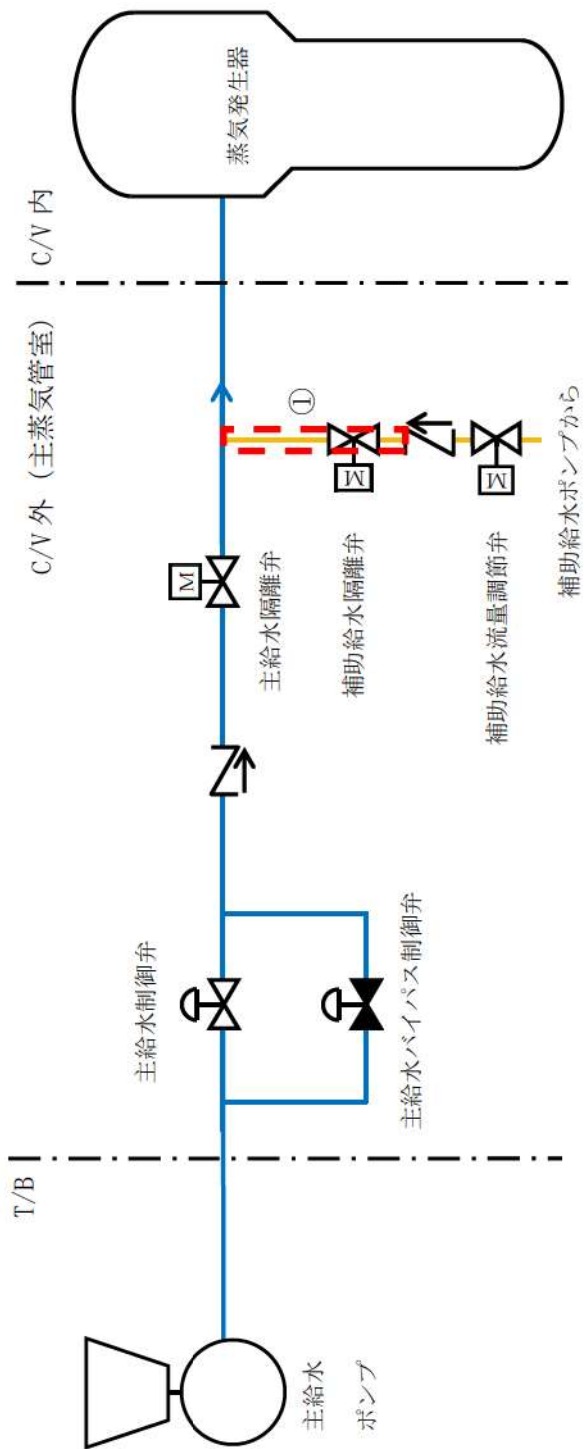 T/B
C/V 外 (主蒸気管室)
C/V 内
主給水
ポンプ
主給水制御弁
主給水バイパス制御弁
M
主給水隔離弁
①
M
補助給水隔離弁
M
補助給水流量調節弁
補助給水ポンプから
蒸気発生器